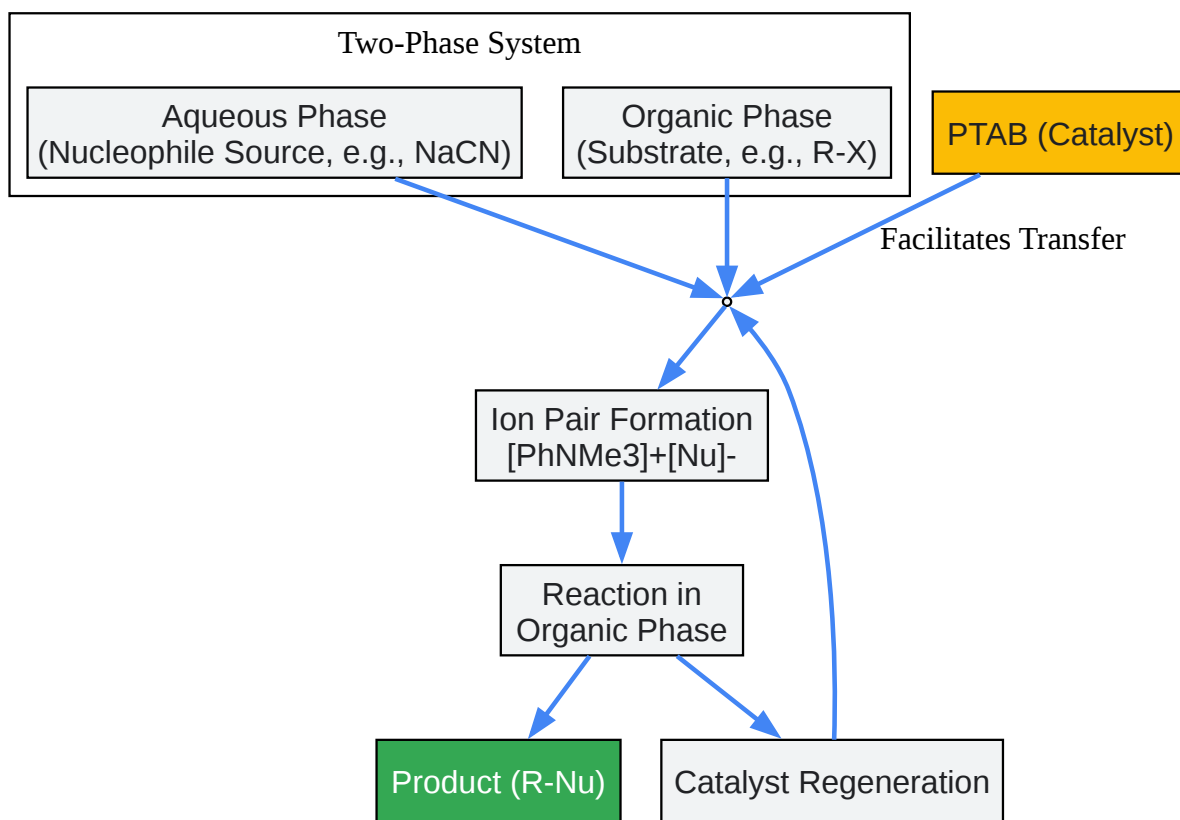 Two-Phase System
Aqueous Phase
(Nucleophile Source, e.g., NaCN)
Organic Phase
(Substrate, e.g., R-X)
PTAB (Catalyst)
Facilitates Transfer
Ion Pair Formation
[PhNMe3]+[Nu]-
Reaction in
Organic Phase
Product (R-Nu)
Catalyst Regeneration